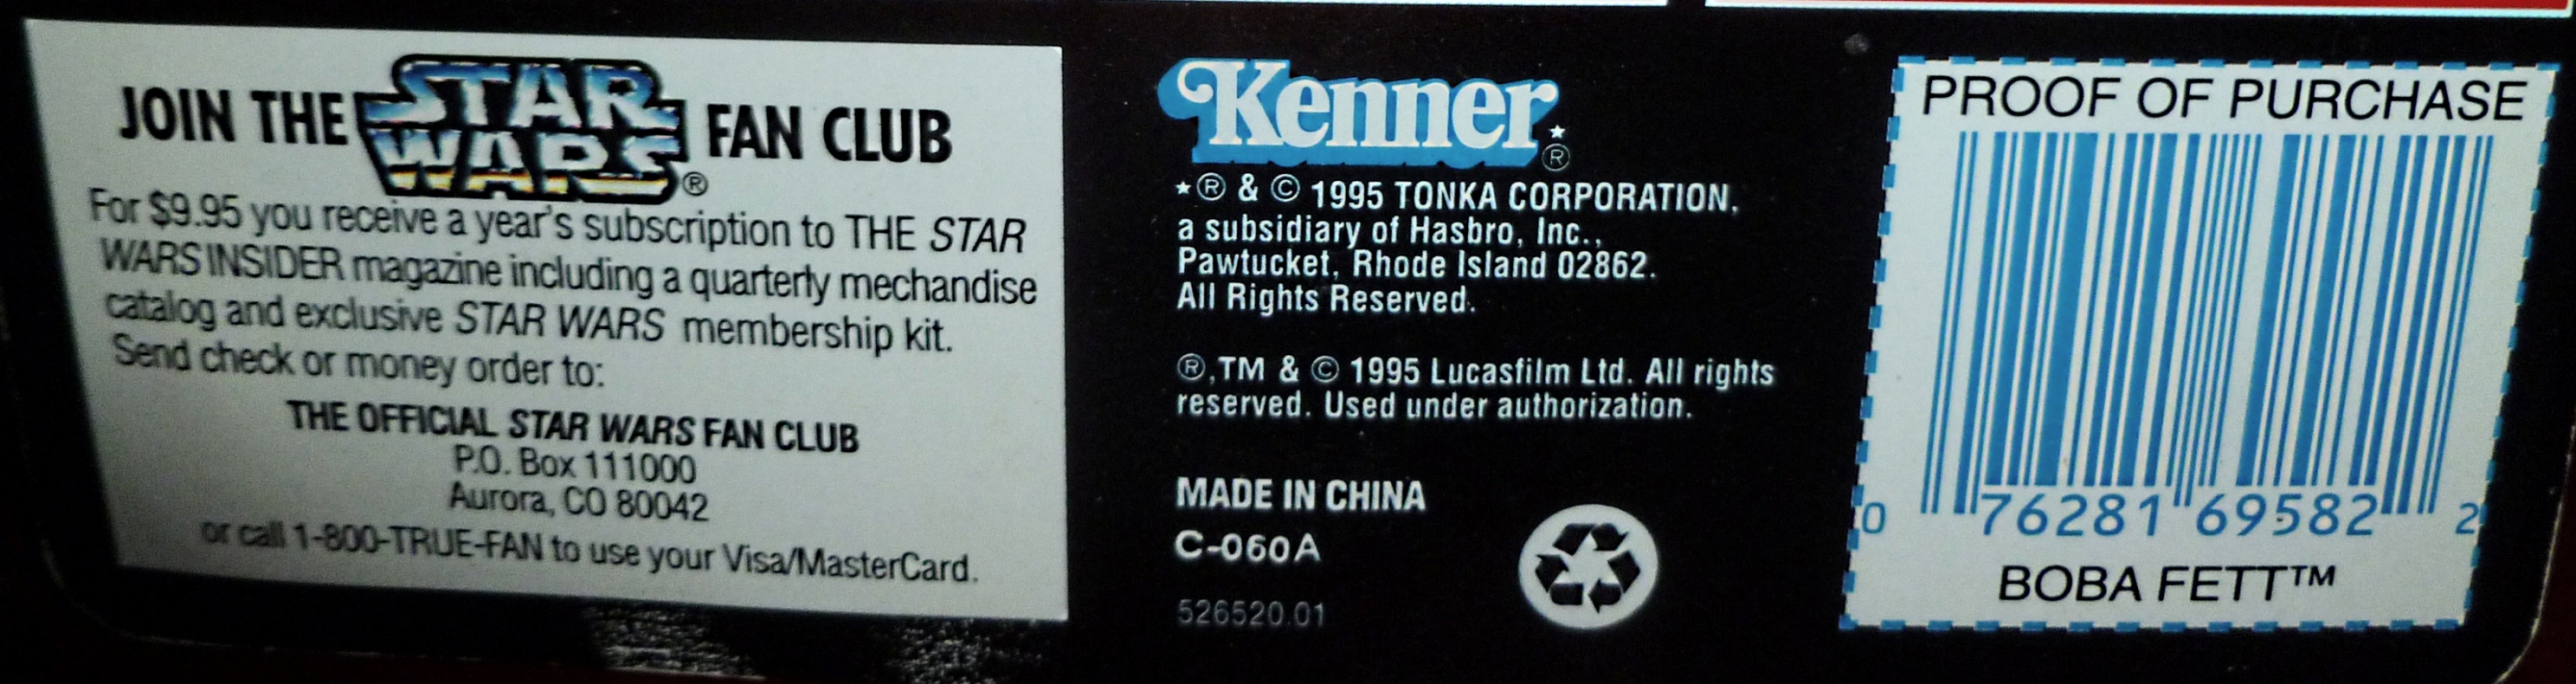 JOIN THE STAR WARS® FAN CLUB
For $9.95 you receive a year's subscription to THE STAR
WARS INSIDER magazine including a quarterly mechandise
catalog and exclusive STAR WARS membership kit.
Send check or money order to:
THE OFFICIAL STAR WARS FAN CLUB
P.O. Box 111000
Aurora, CO 80042
or call 1-800-TRUE-FAN to use your Visa/MasterCard.
Kenner★®
★® & © 1995 TONKA CORPORATION,
a subsidiary of Hasbro, Inc.,
Pawtucket, Rhode Island 02862.
All Rights Reserved.
®,TM & © 1995 Lucasfilm Ltd. All rights
reserved. Used under authorization.
MADE IN CHINA
C-060A
526520.01
PROOF OF PURCHASE
0 76281 69582 2
BOBA FETT™